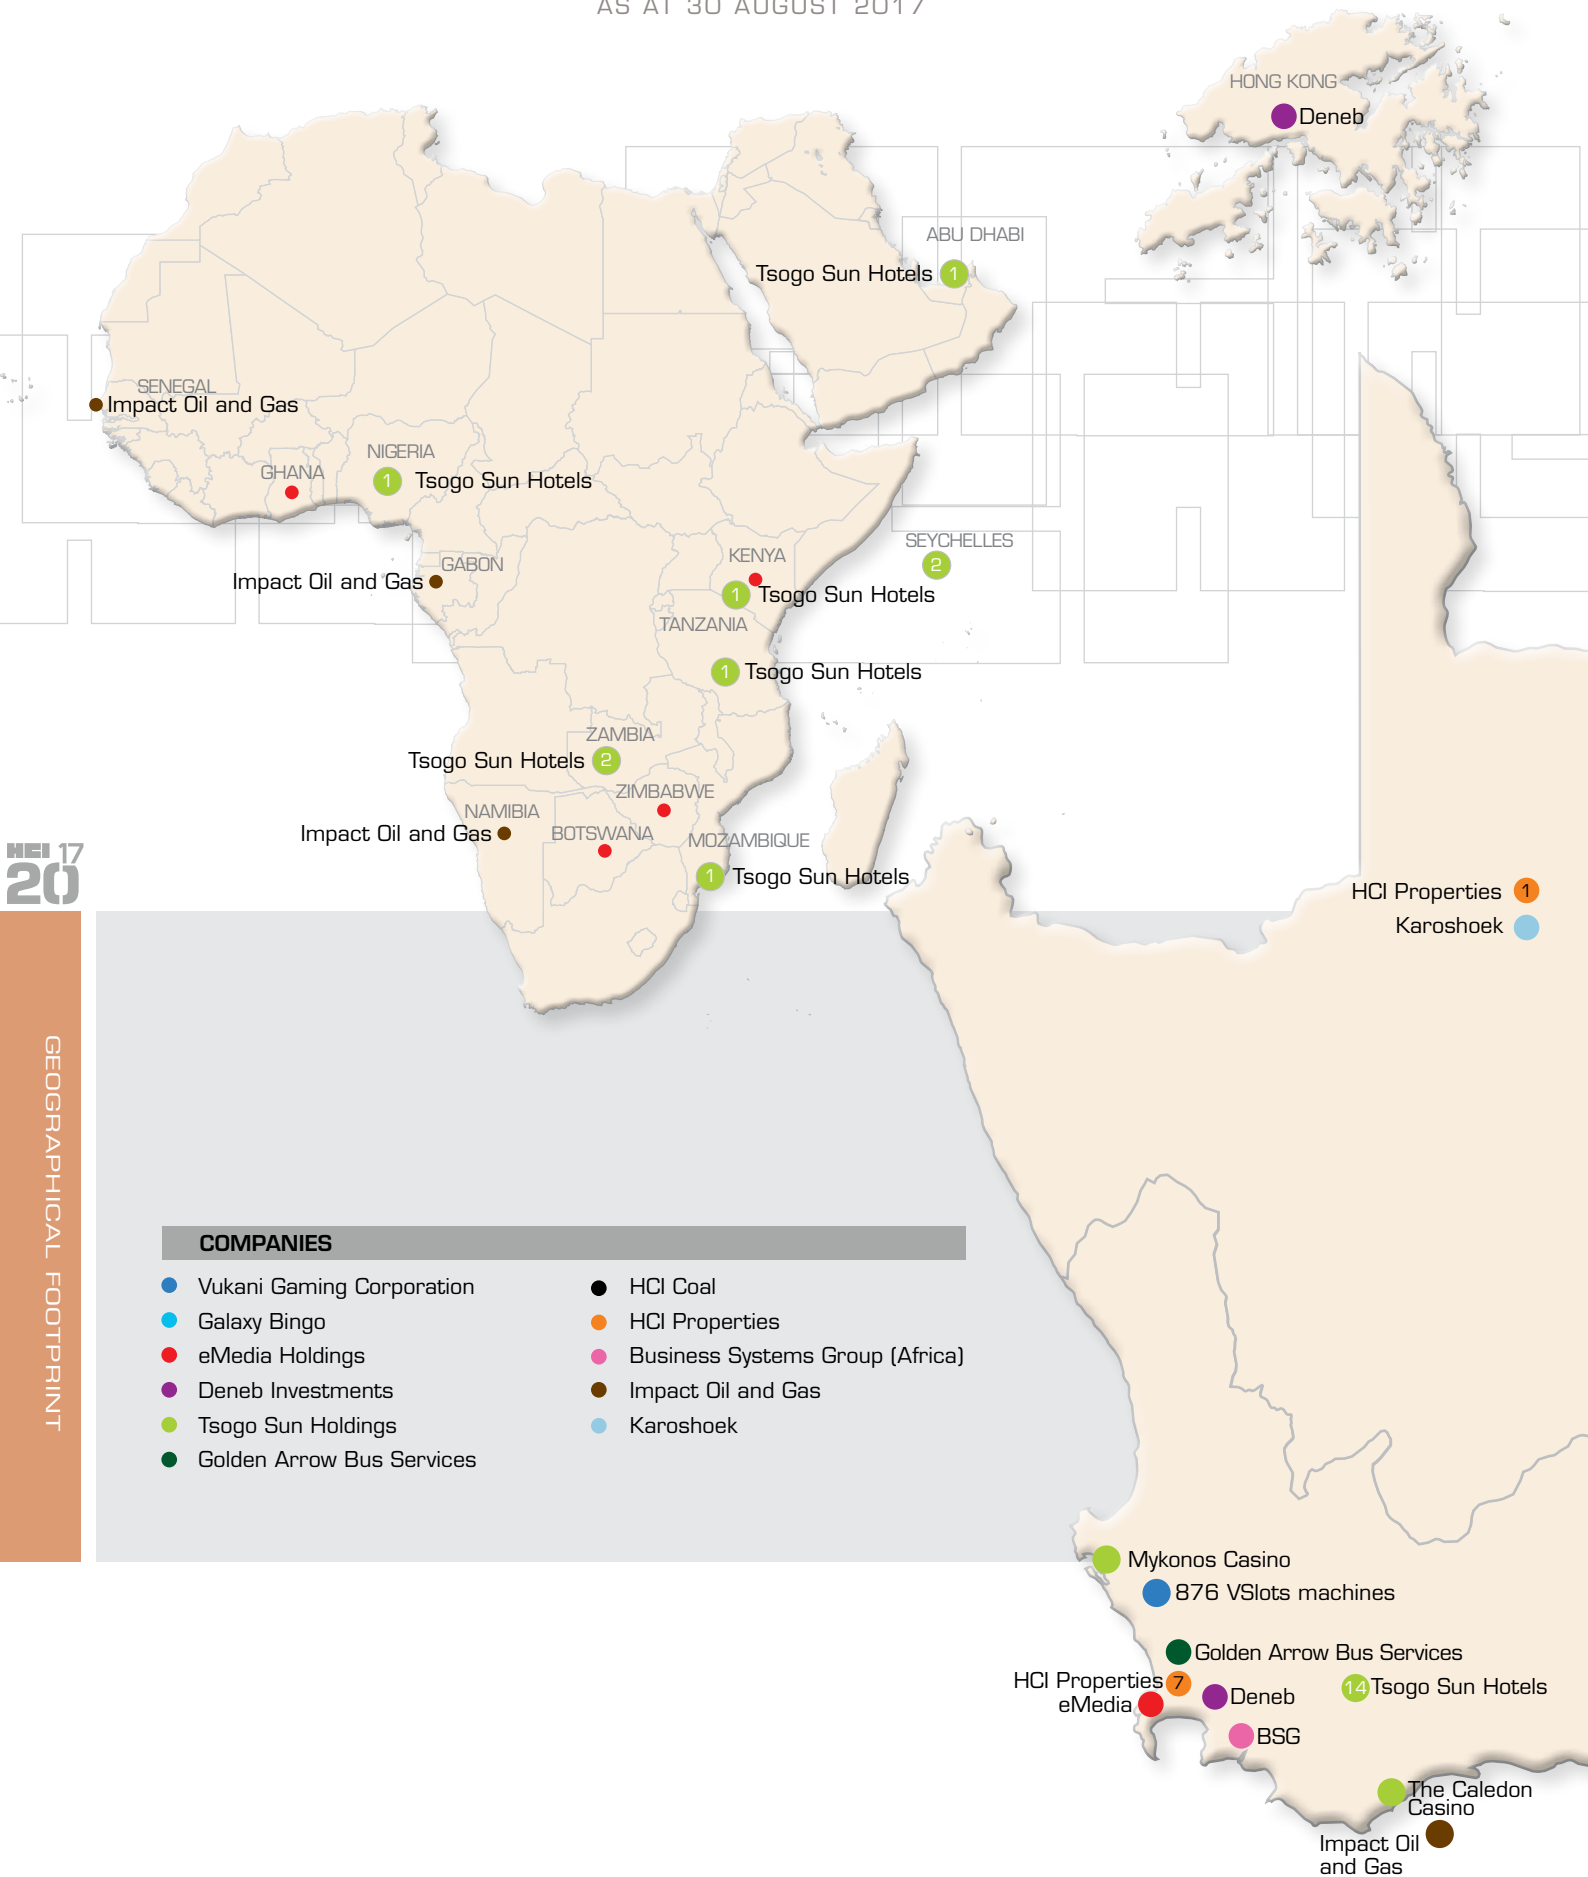 AS AT 30 AUGUST 2017
HONG KONG
Deneb
ABU DHABI
Tsogo Sun Hotels 1
SENEGAL
Impact Oil and Gas
NIGERIA
1 Tsogo Sun Hotels
GHANA
SEYCHELLES
2
KENYA
GABON
Impact Oil and Gas
1 Tsogo Sun Hotels
TANZANIA
1 Tsogo Sun Hotels
ZAMBIA
Tsogo Sun Hotels 2
ZIMBABWE
NAMIBIA
Impact Oil and Gas
BOTSWANA
MOZAMBIQUE
1 Tsogo Sun Hotels
HCI 17
20
HCI Properties 1
Karoshoek
GEOGRAPHICAL FOOTPRINT
COMPANIES
Vukani Gaming Corporation
Galaxy Bingo
eMedia Holdings
Deneb Investments
Tsogo Sun Holdings
Golden Arrow Bus Services
HCI Coal
HCI Properties
Business Systems Group (Africa)
Impact Oil and Gas
Karoshoek
Mykonos Casino
876 VSlots machines
Golden Arrow Bus Services
HCI Properties 7
eMedia
Deneb
14 Tsogo Sun Hotels
BSG
The Caledon
Casino
Impact Oil
and Gas